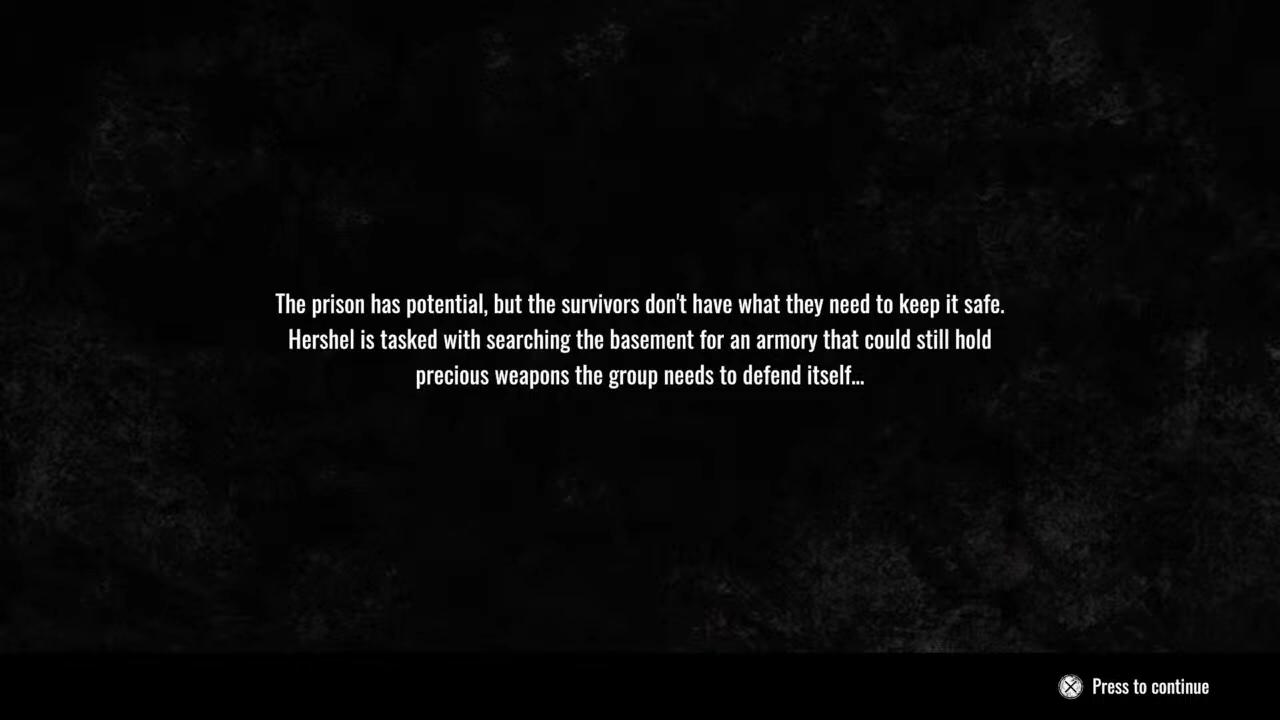 The prison has potential, but the survivors don't have what they need to keep it safe.
Hershel is tasked with searching the basement for an armory that could still hold
precious weapons the group needs to defend itself...
Press to continue